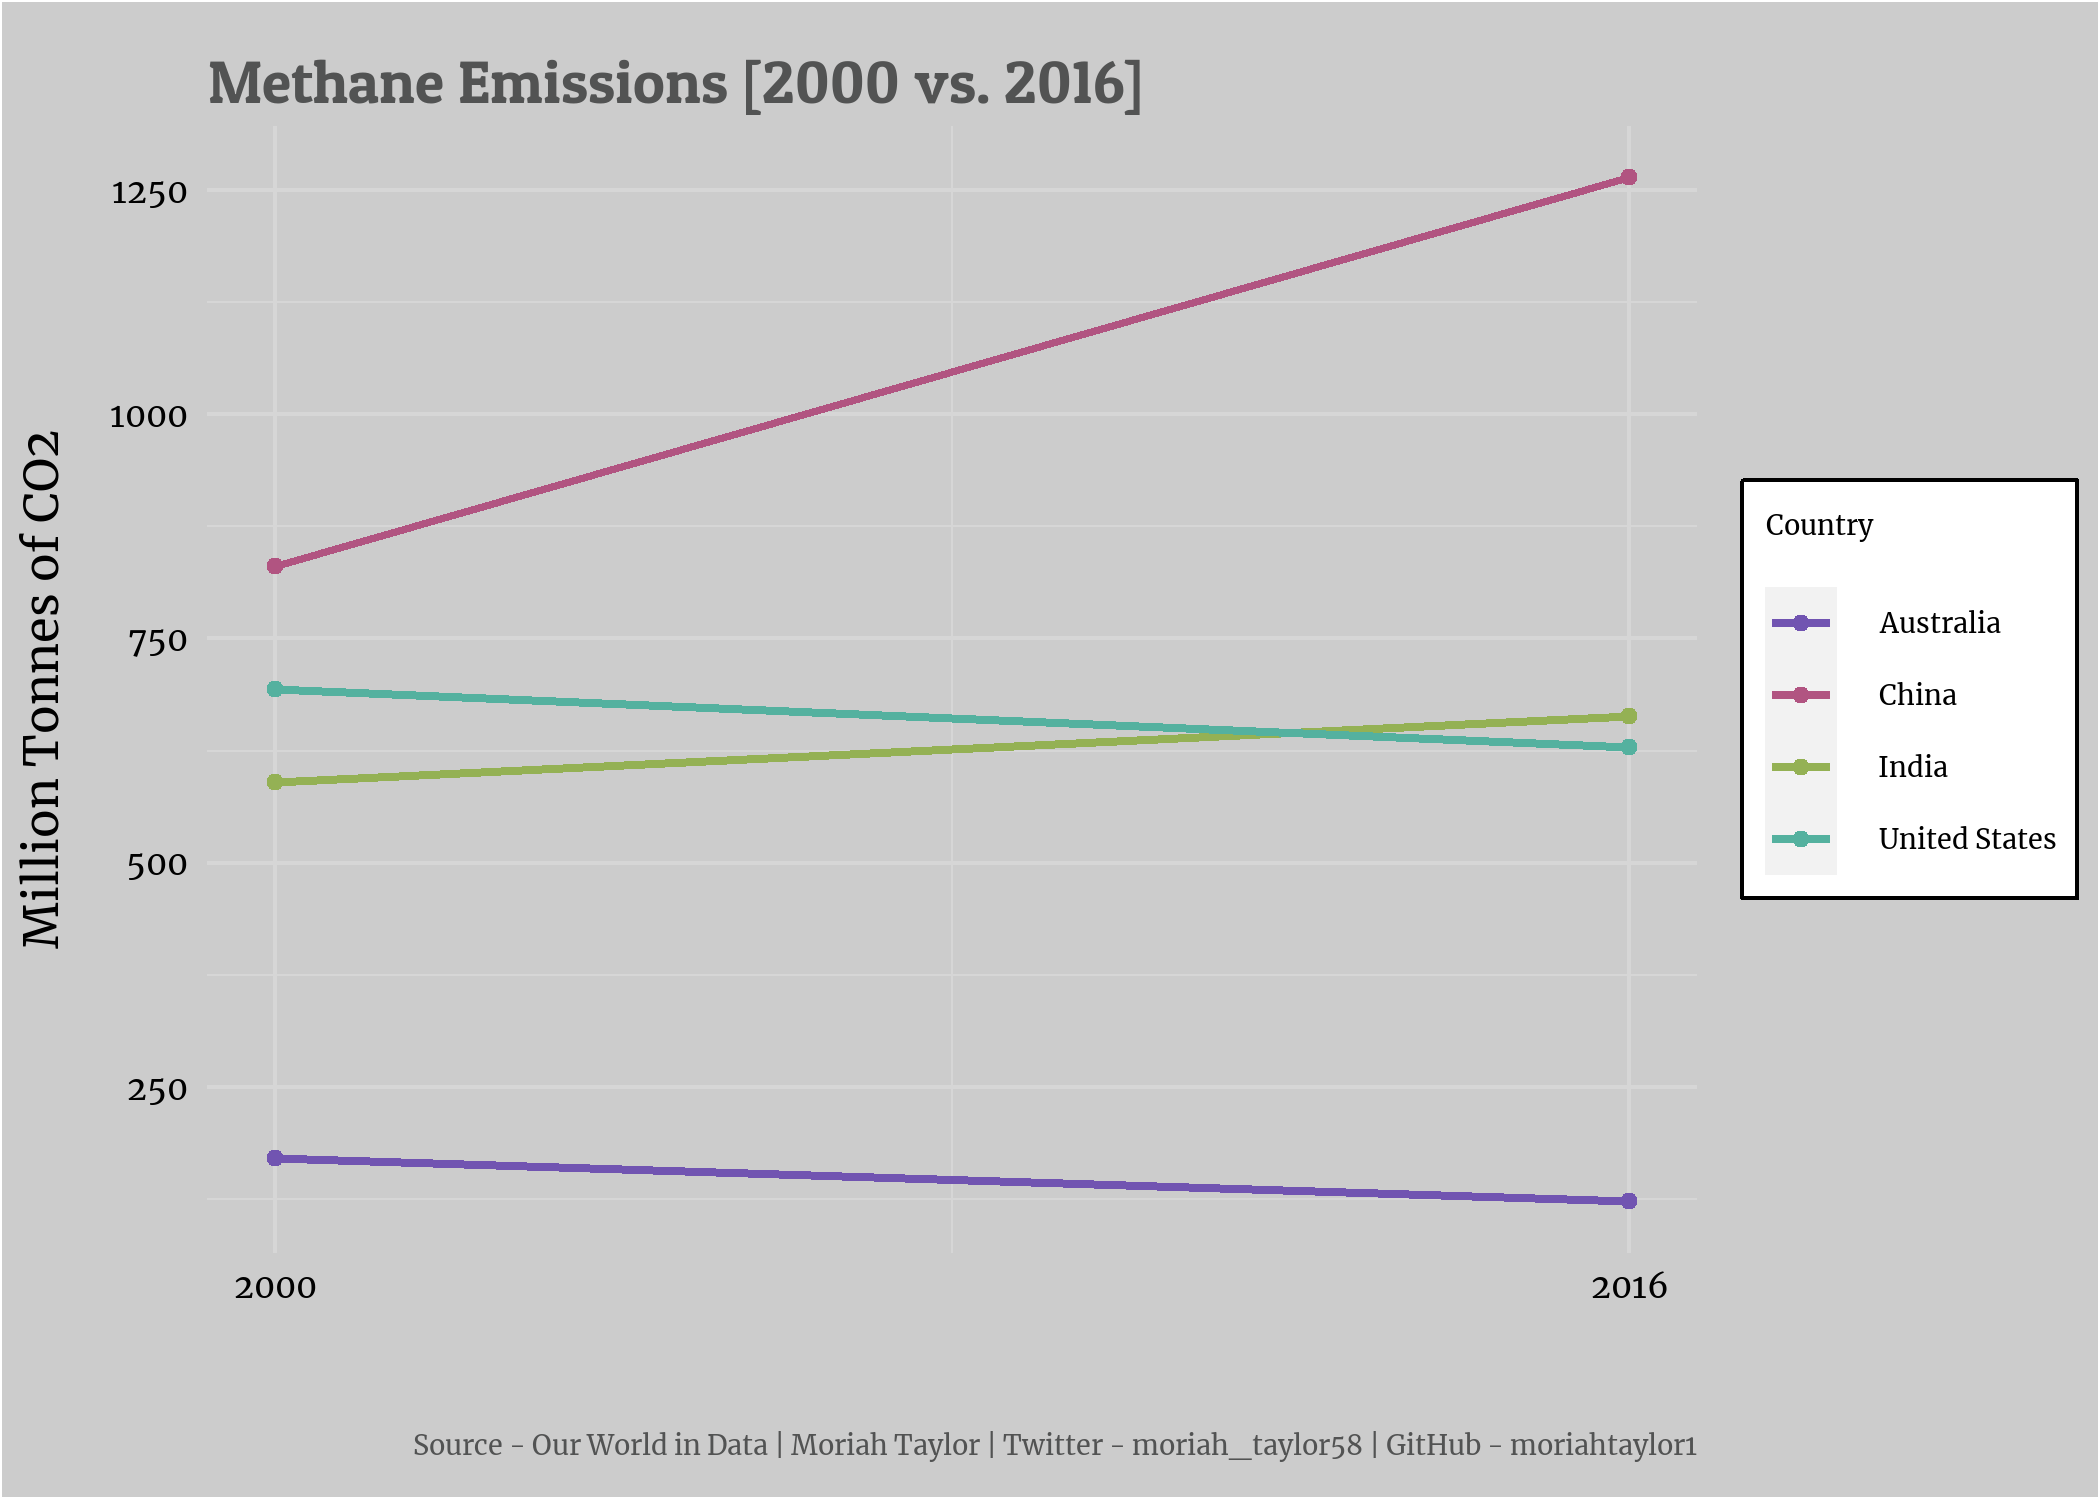 Methane Emissions [2000 vs. 2016]
Million Tonnes of CO2
1250
1000
750
500
250
2000
2016
Country
Australia
China
India
United States
Source - Our World in Data | Moriah Taylor | Twitter - moriah_taylor58 | GitHub - moriahtaylor1